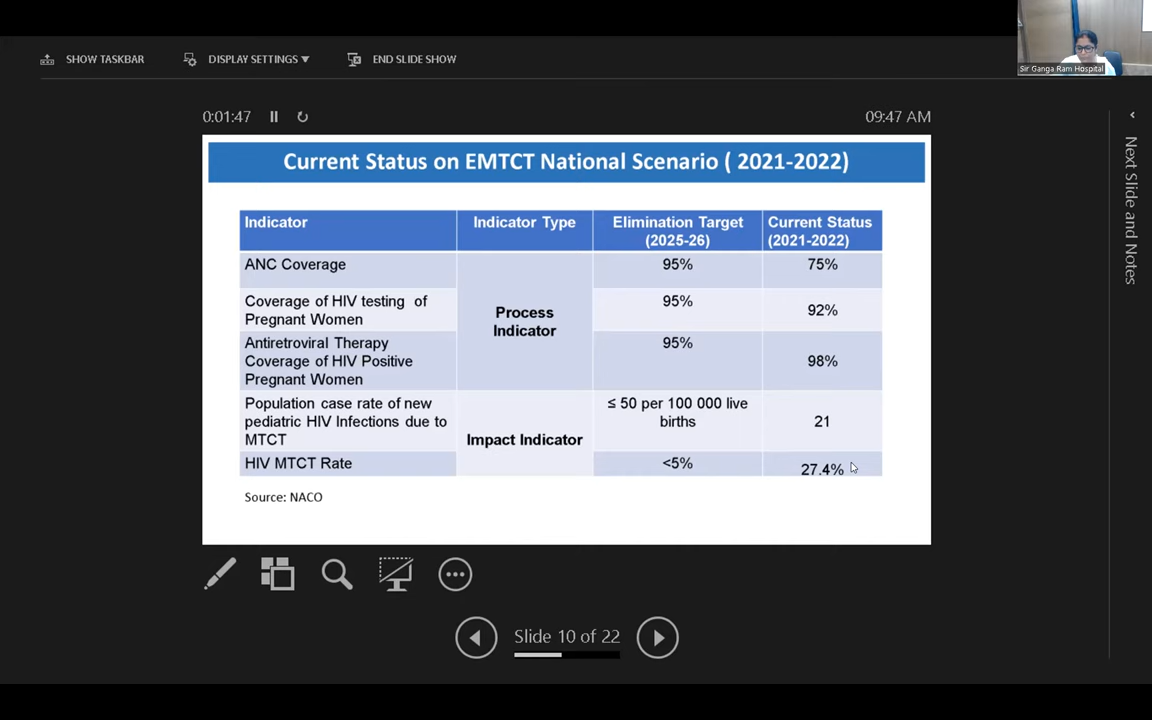 Sir Ganga Ram Hospital
SHOW TASKBAR
DISPLAY SETTINGS
END SLIDE SHOW
0:01:47
09:47 AM
Next Slide and Notes
Current Status on EMTCT National Scenario ( 2021-2022)
Indicator
Indicator Type
Elimination Target
(2025-26)
Current Status
(2021-2022)
ANC Coverage
Process
Indicator
95%
75%
Coverage of HIV testing of
Pregnant Women
95%
92%
Antiretroviral Therapy
Coverage of HIV Positive
Pregnant Women
95%
98%
Population case rate of new
pediatric HIV Infections due to
MTCT
Impact Indicator
≤ 50 per 100 000 live
births
21
HIV MTCT Rate
<5%
27.4%
Source: NACO
Slide 10 of 22